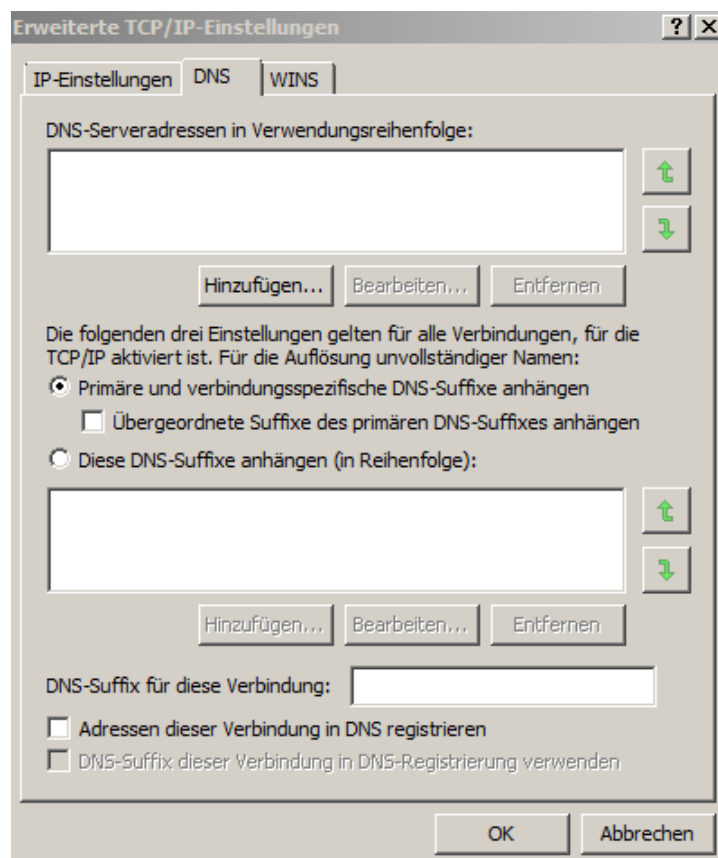 Erweiterte TCP/IP-Einstellungen
IP-Einstellungen DNS WINS
DNS-Serveradressen in Verwendungsreihenfolge:
Hinzufügen... Bearbeiten... Entfernen
Die folgenden drei Einstellungen gelten für alle Verbindungen, für die
TCP/IP aktiviert ist. Für die Auflösung unvollständiger Namen:
Primäre und verbindungsspezifische DNS-Suffixe anhängen
Übergeordnete Suffixe des primären DNS-Suffixes anhängen
Diese DNS-Suffixe anhängen (in Reihenfolge):
Hinzufügen... Bearbeiten... Entfernen
DNS-Suffix für diese Verbindung:
Adressen dieser Verbindung in DNS registrieren
DNS-Suffix dieser Verbindung in DNS-Registrierung verwenden
OK Abbrechen